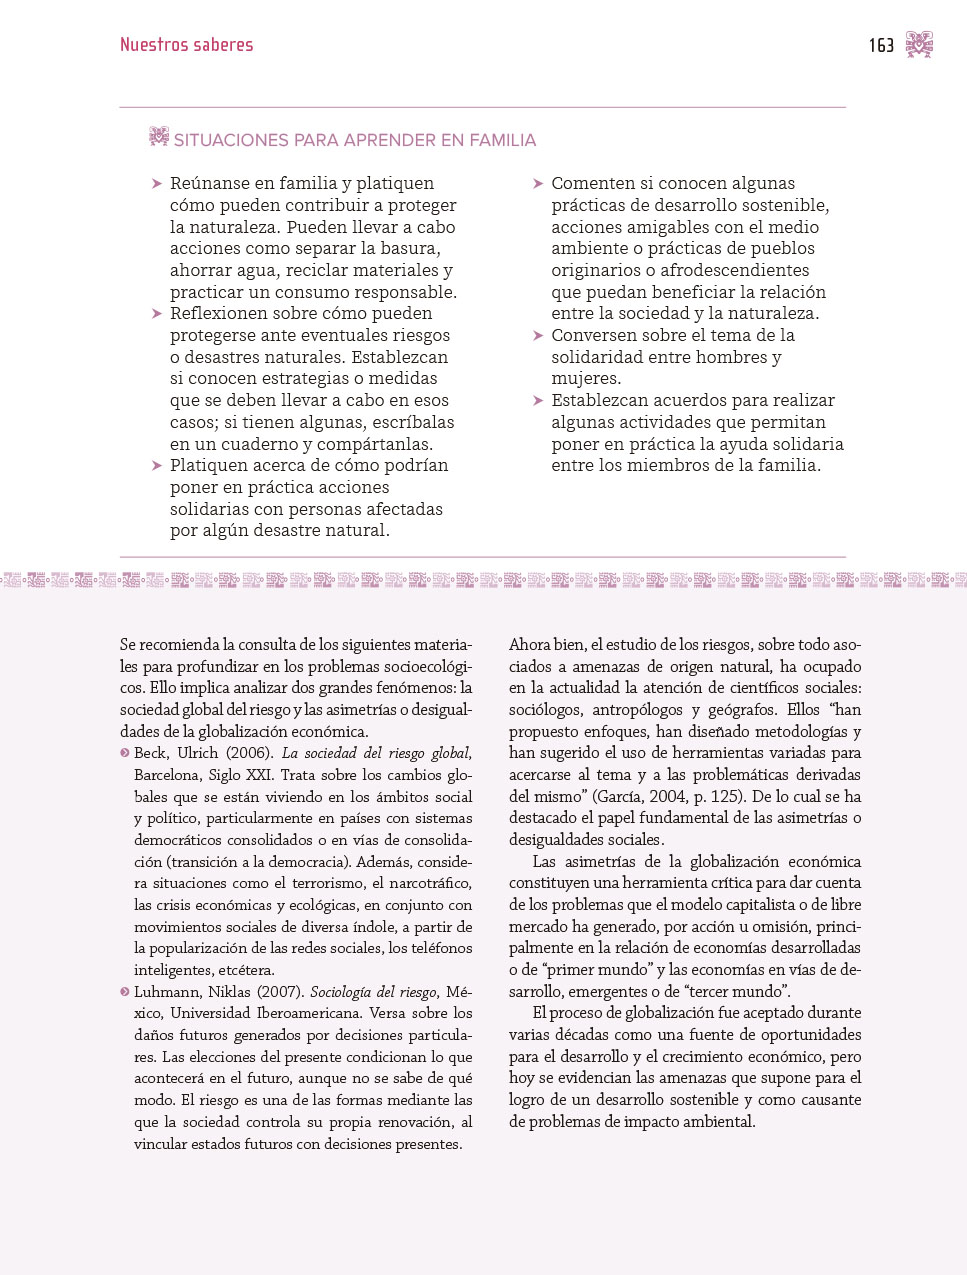 Nuestros saberes
163
SITUACIONES PARA APRENDER EN FAMILIA
Reúnanse en familia y platiquen
cómo pueden contribuir a proteger
la naturaleza. Pueden llevar a cabo
acciones como separar la basura,
ahorrar agua, reciclar materiales y
practicar un consumo responsable.
Reflexionen sobre cómo pueden
protegerse ante eventuales riesgos
o desastres naturales. Establezcan
si conocen estrategias o medidas
que se deben llevar a cabo en esos
casos; si tienen algunas, escríbalas
en un cuaderno y compártanlas.
Platiquen acerca de cómo podrían
poner en práctica acciones
solidarias con personas afectadas
por algún desastre natural.
Comenten si conocen algunas
prácticas de desarrollo sostenible,
acciones amigables con el medio
ambiente o prácticas de pueblos
originarios o afrodescendientes
que puedan beneficiar la relación
entre la sociedad y la naturaleza.
Conversen sobre el tema de la
solidaridad entre hombres y
mujeres.
Establezcan acuerdos para realizar
algunas actividades que permitan
poner en práctica la ayuda solidaria
entre los miembros de la familia.
Se recomienda la consulta de los siguientes materia-
les para profundizar en los problemas socioecológi-
cos. Ello implica analizar dos grandes fenómenos: la
sociedad global del riesgo y las asimetrías o desigual-
dades de la globalización económica.
Beck, Ulrich (2006). La sociedad del riesgo global,
Barcelona, Siglo XXI. Trata sobre los cambios glo-
bales que se están viviendo en los ámbitos social
y político, particularmente en países con sistemas
democráticos consolidados o en vías de consolida-
ción (transición a la democracia). Además, conside-
ra situaciones como el terrorismo, el narcotráfico,
las crisis económicas y ecológicas, en conjunto con
movimientos sociales de diversa índole, a partir de
la popularización de las redes sociales, los teléfonos
inteligentes, etcétera.
Luhmann, Niklas (2007). Sociología del riesgo, Mé-
xico, Universidad Iberoamericana. Versa sobre los
daños futuros generados por decisiones particula-
res. Las elecciones del presente condicionan lo que
acontecerá en el futuro, aunque no se sabe de qué
modo. El riesgo es una de las formas mediante las
que la sociedad controla su propia renovación, al
vincular estados futuros con decisiones presentes.
Ahora bien, el estudio de los riesgos, sobre todo aso-
ciados a amenazas de origen natural, ha ocupado
en la actualidad la atención de científicos sociales:
sociólogos, antropólogos y geógrafos. Ellos “han
propuesto enfoques, han diseñado metodologías y
han sugerido el uso de herramientas variadas para
acercarse al tema y a las problemáticas derivadas
del mismo” (García, 2004, p. 125). De lo cual se ha
destacado el papel fundamental de las asimetrías o
desigualdades sociales.
Las asimetrías de la globalización económica
constituyen una herramienta crítica para dar cuenta
de los problemas que el modelo capitalista o de libre
mercado ha generado, por acción u omisión, princi-
palmente en la relación de economías desarrolladas
o de “primer mundo” y las economías en vías de de-
sarrollo, emergentes o de “tercer mundo”.
El proceso de globalización fue aceptado durante
varias décadas como una fuente de oportunidades
para el desarrollo y el crecimiento económico, pero
hoy se evidencian las amenazas que supone para el
logro de un desarrollo sostenible y como causante
de problemas de impacto ambiental.